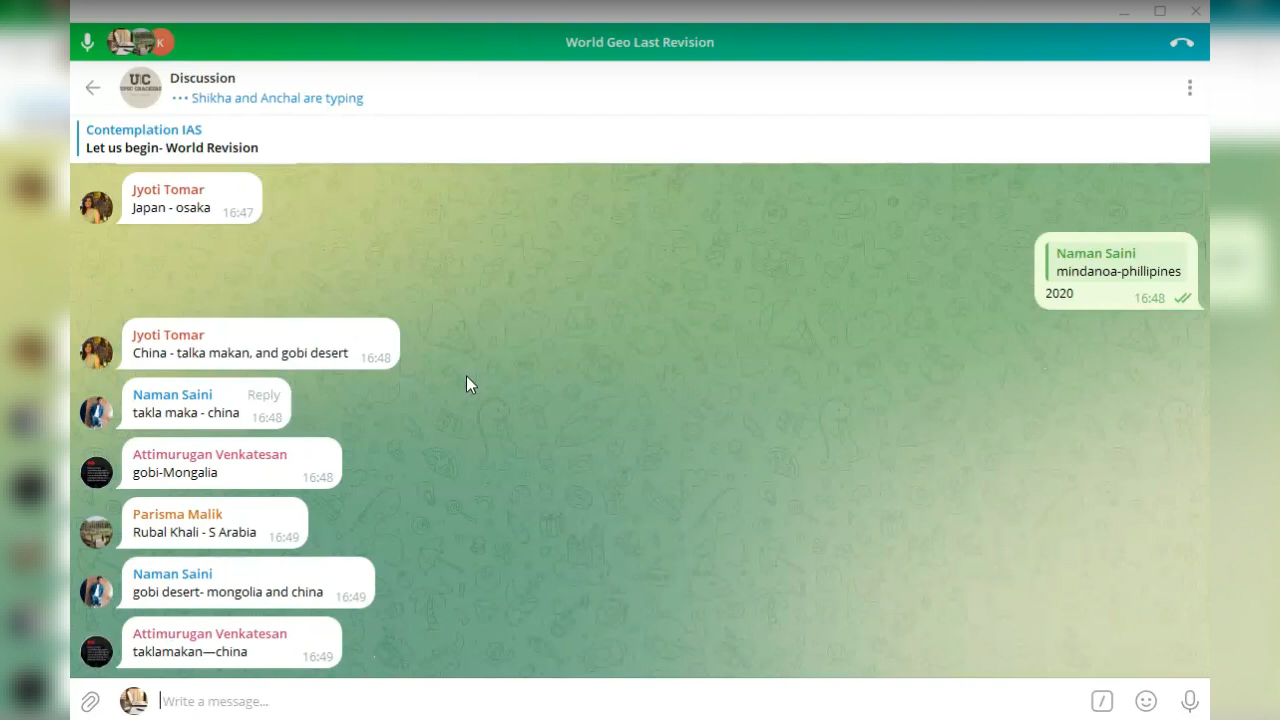 K
World Geo Last Revision
UC
UPSC CRACKERS
Discussion
··· Shikha and Anchal are typing
Contemplation IAS
Let us begin- World Revision
Jyoti Tomar
Japan - osaka 16:47
Naman Saini
mindanoa-phillipines
2020 16:48
Jyoti Tomar
China - talka makan, and gobi desert 16:48
Naman Saini Reply
takla maka - china 16:48
Attimurugan Venkatesan
gobi-Mongalia 16:48
Parisma Malik
Rubal Khali - S Arabia 16:49
Naman Saini
gobi desert- mongolia and china 16:49
Attimurugan Venkatesan
taklamakan—china 16:49
Write a message...